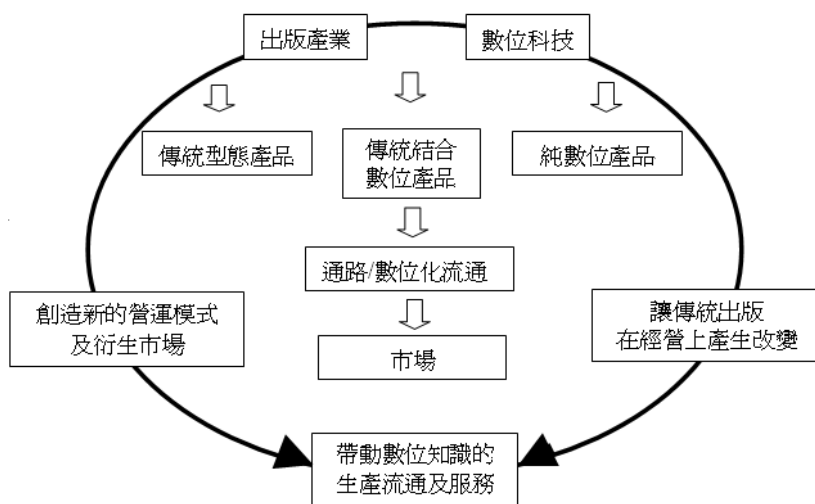 出版產業
數位科技
傳統型態產品
傳統結合
數位產品
純數位產品
通路/數位化流通
創造新的營運模式
及衍生市場
讓傳統出版
在經營上產生改變
市場
帶動數位知識的
生產流通及服務